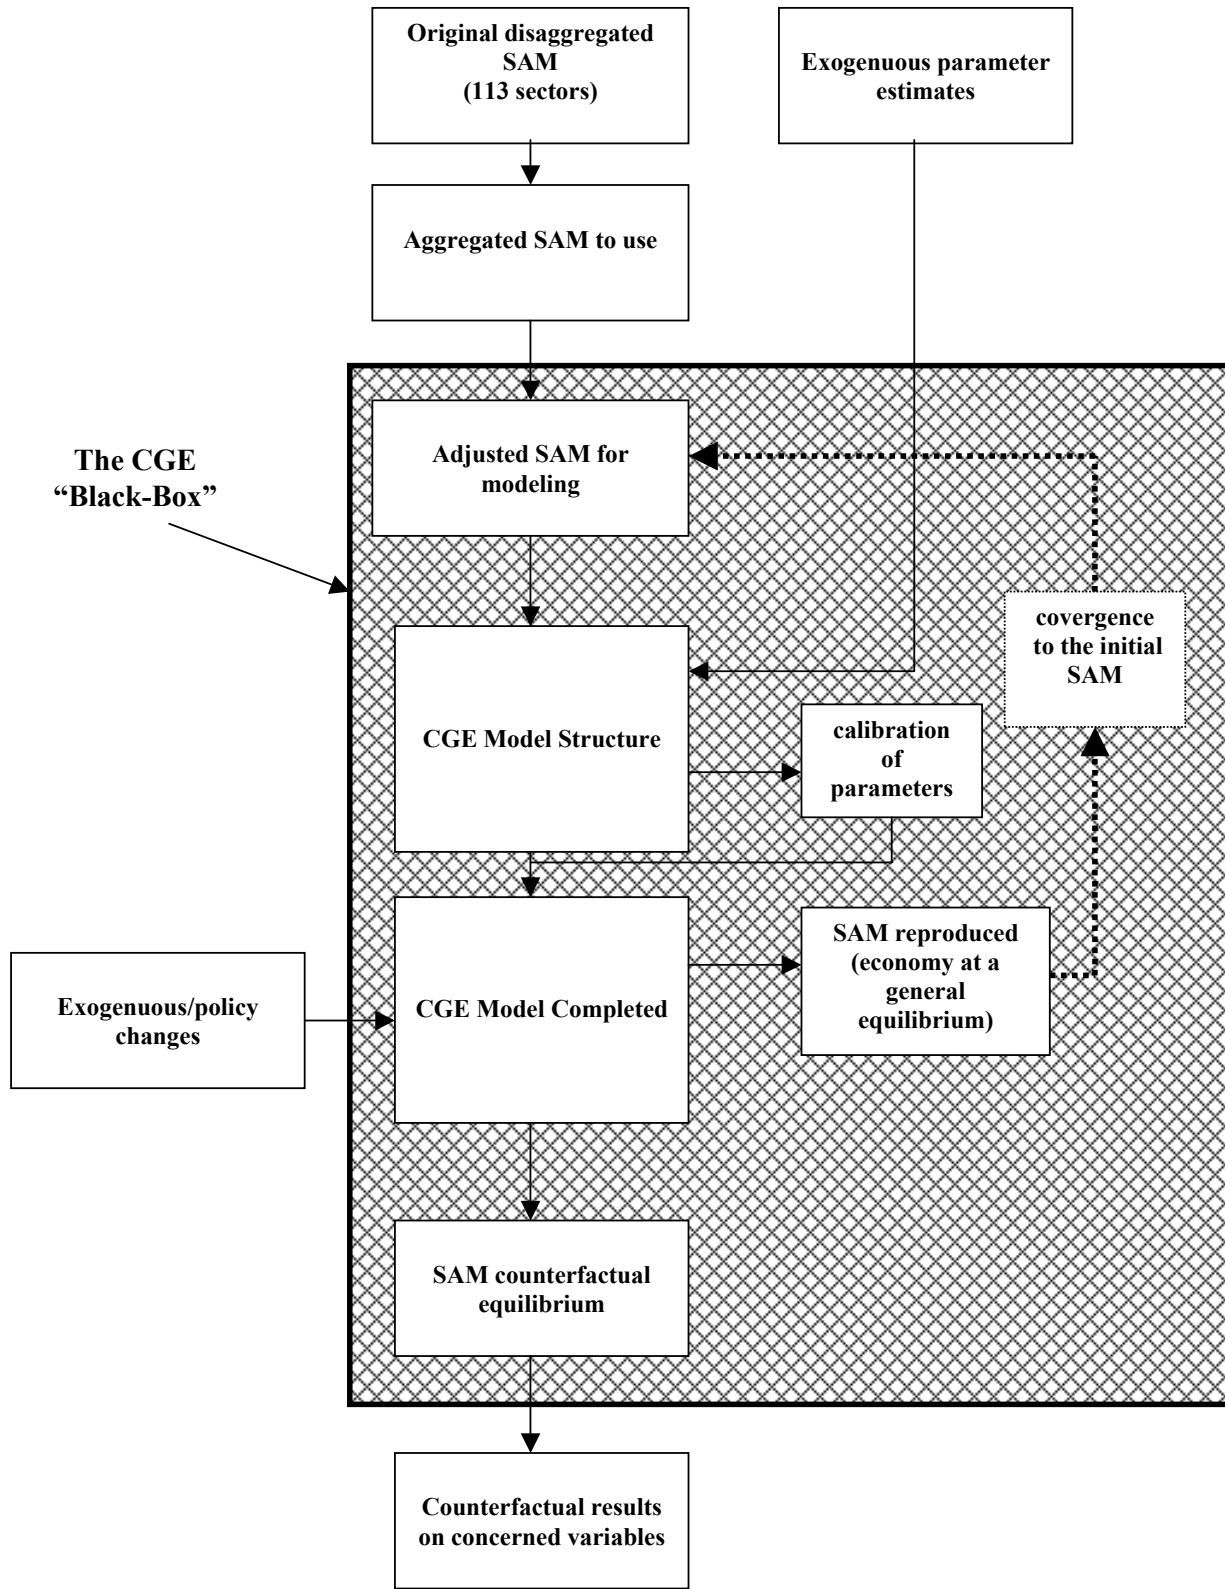 Original disaggregated
SAM
(113 sectors)
Exogenuous parameter
estimates
Aggregated SAM to use
The CGE
“Black-Box”
Adjusted SAM for
modeling
covergence
to the initial
SAM
CGE Model Structure
calibration
of
parameters
Exogenuous/policy
changes
CGE Model Completed
SAM reproduced
(economy at a
general
equilibrium)
SAM counterfactual
equilibrium
Counterfactual results
on concerned variables